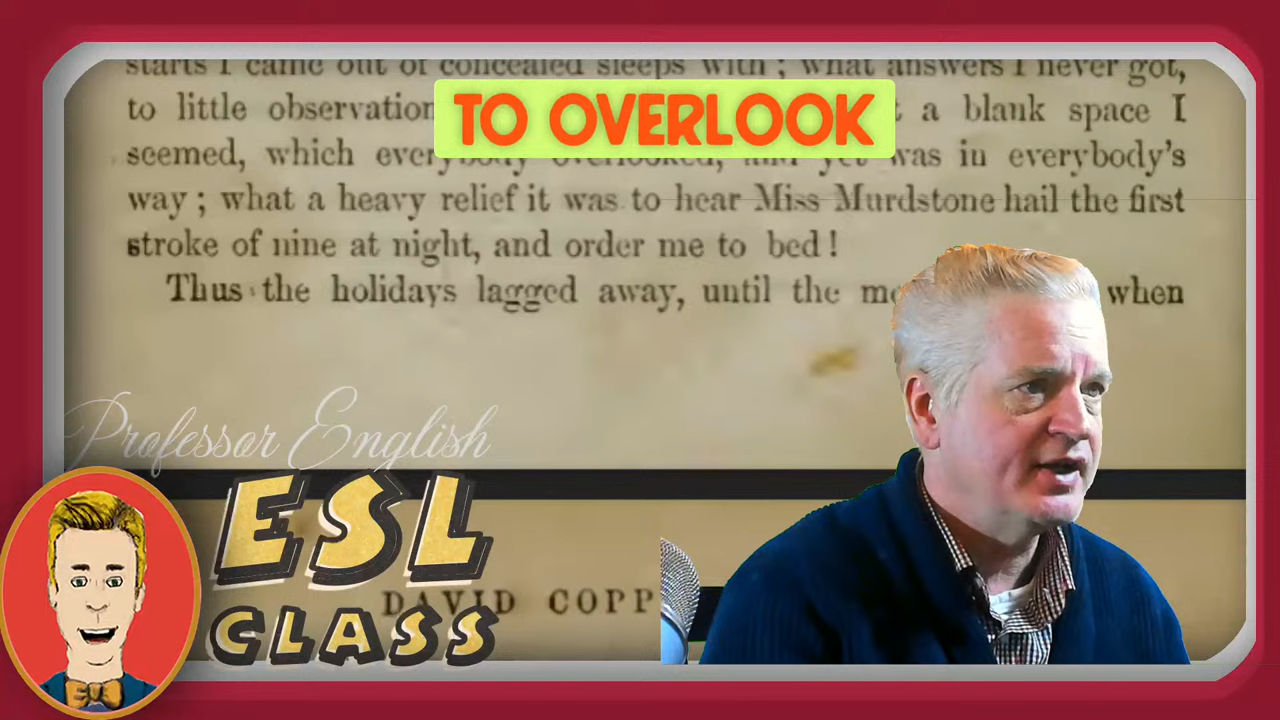 starts I came out of concealed sleeps with ; what answers I never got,
TO OVERLOOK
to little observation a blank space I
seemed, which everybody overlooked, and yet was in everybody's
way ; what a heavy relief it was to hear Miss Murdstone hail the first
stroke of nine at night, and order me to bed !
Thus the holidays lagged away, until the when
Professor English
ESL
CLASS
DAVID COPP